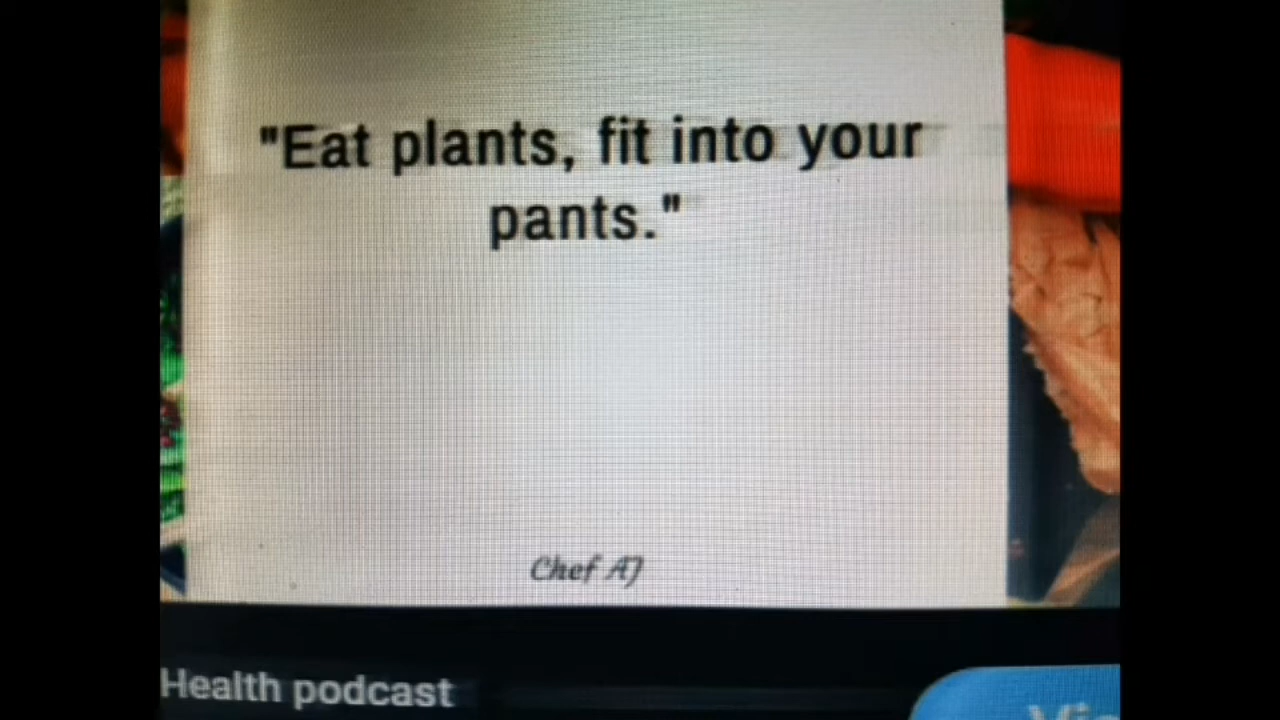 "Eat plants, fit into your
pants."
Chef AJ
Health podcast